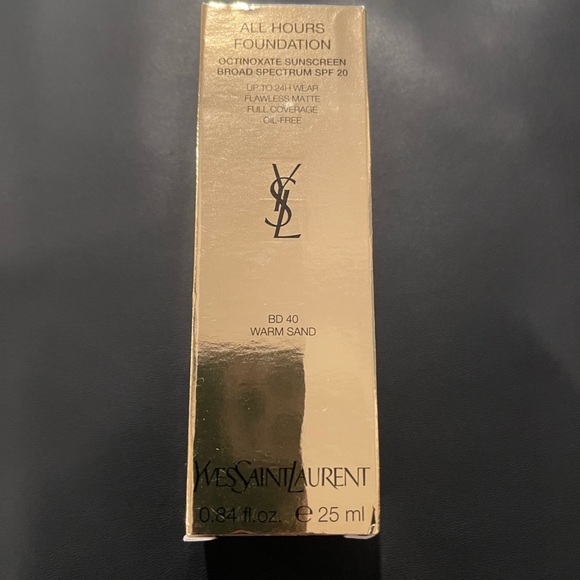 ALL HOURS
FOUNDATION
OCTINOXATE SUNSCREEN
BROAD SPECTRUM SPF 20
UP TO 24H WEAR
FLAWLESS MATTE
FULL COVERAGE
OIL-FREE
YSL
BD 40
WARM SAND
YVESSAINTLAURENT
0.84 fl.oz. e 25 ml